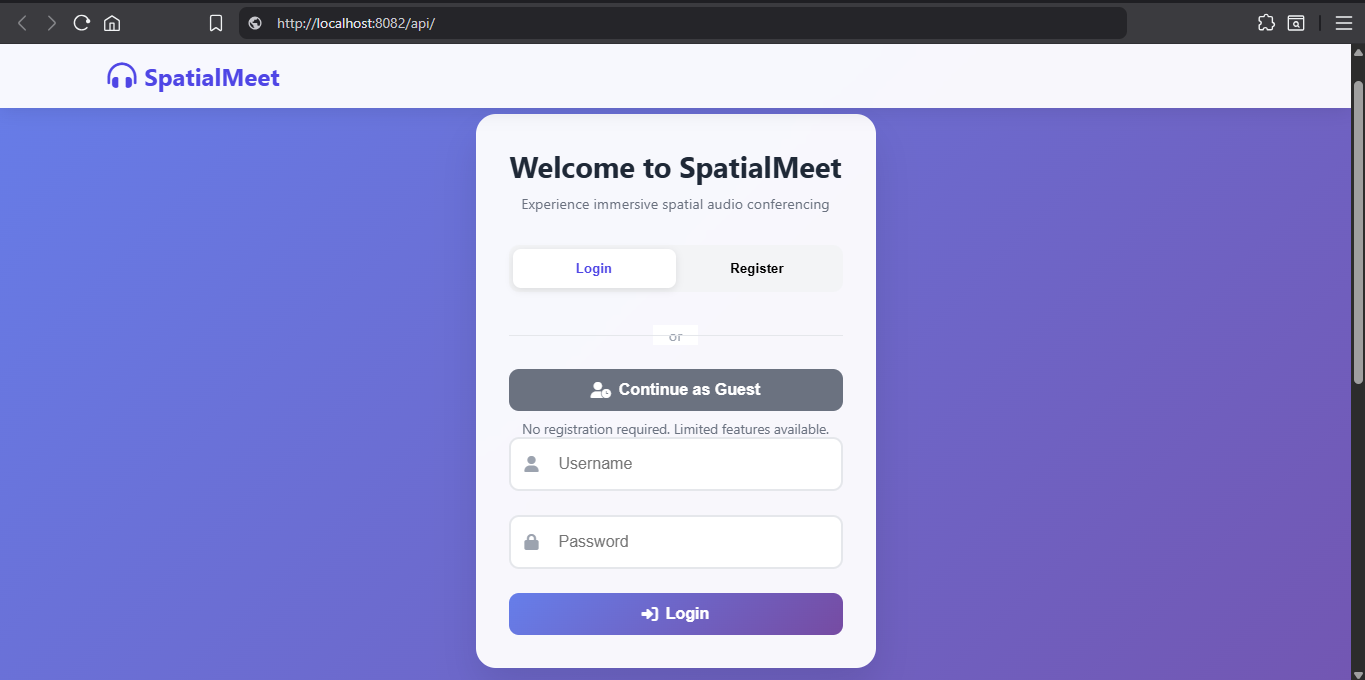 http://localhost:8082/api/
SpatialMeet
Welcome to SpatialMeet
Experience immersive spatial audio conferencing
Login Register
or
Continue as Guest
No registration required. Limited features available.
Username
Password
Login